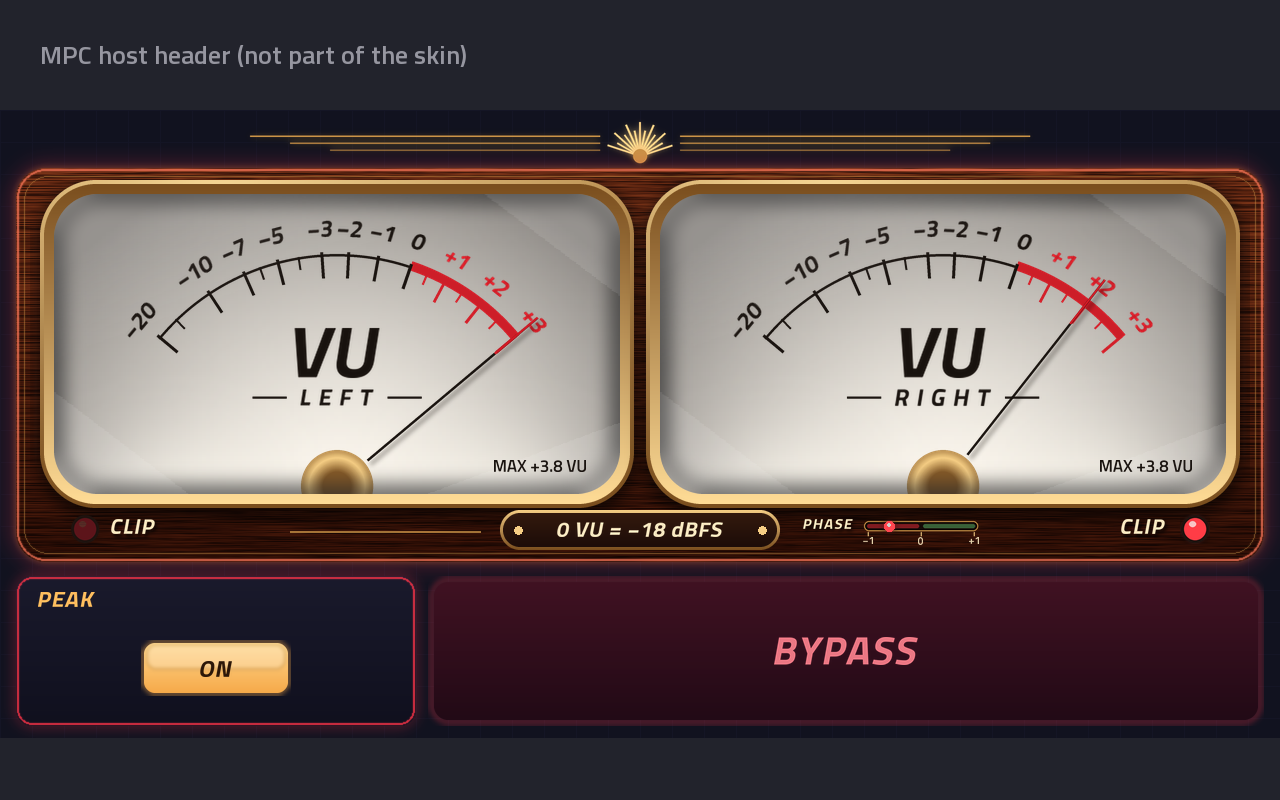 MPC host header (not part of the skin)
−20 −10 −7 −5 −3 −2 −1 0 +1 +2 +3
VU
LEFT
MAX +3.8 VU
−20 −10 −7 −5 −3 −2 −1 0 +1 +2 +3
VU
RIGHT
MAX +3.8 VU
CLIP
0 VU = −18 dBFS
PHASE
−1 0 +1
CLIP
PEAK
ON
BYPASS